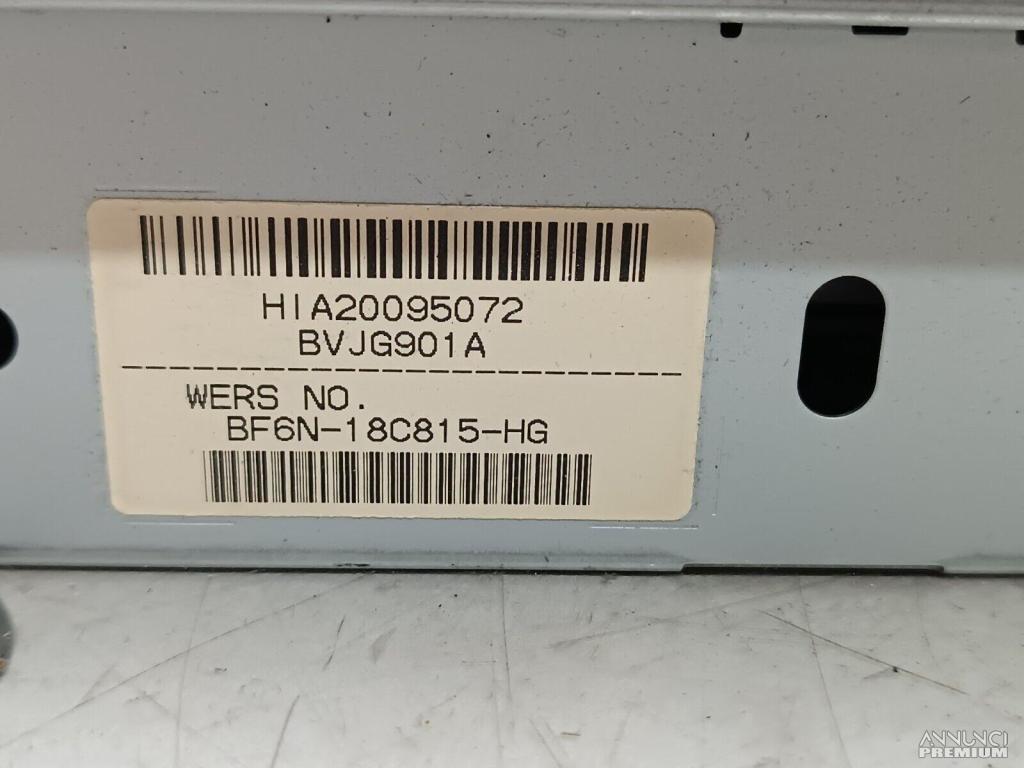 HIA20095072
BVJG901A
WERS NO.
BF6N-18C815-HG
ANNUNCI
PREMIUM